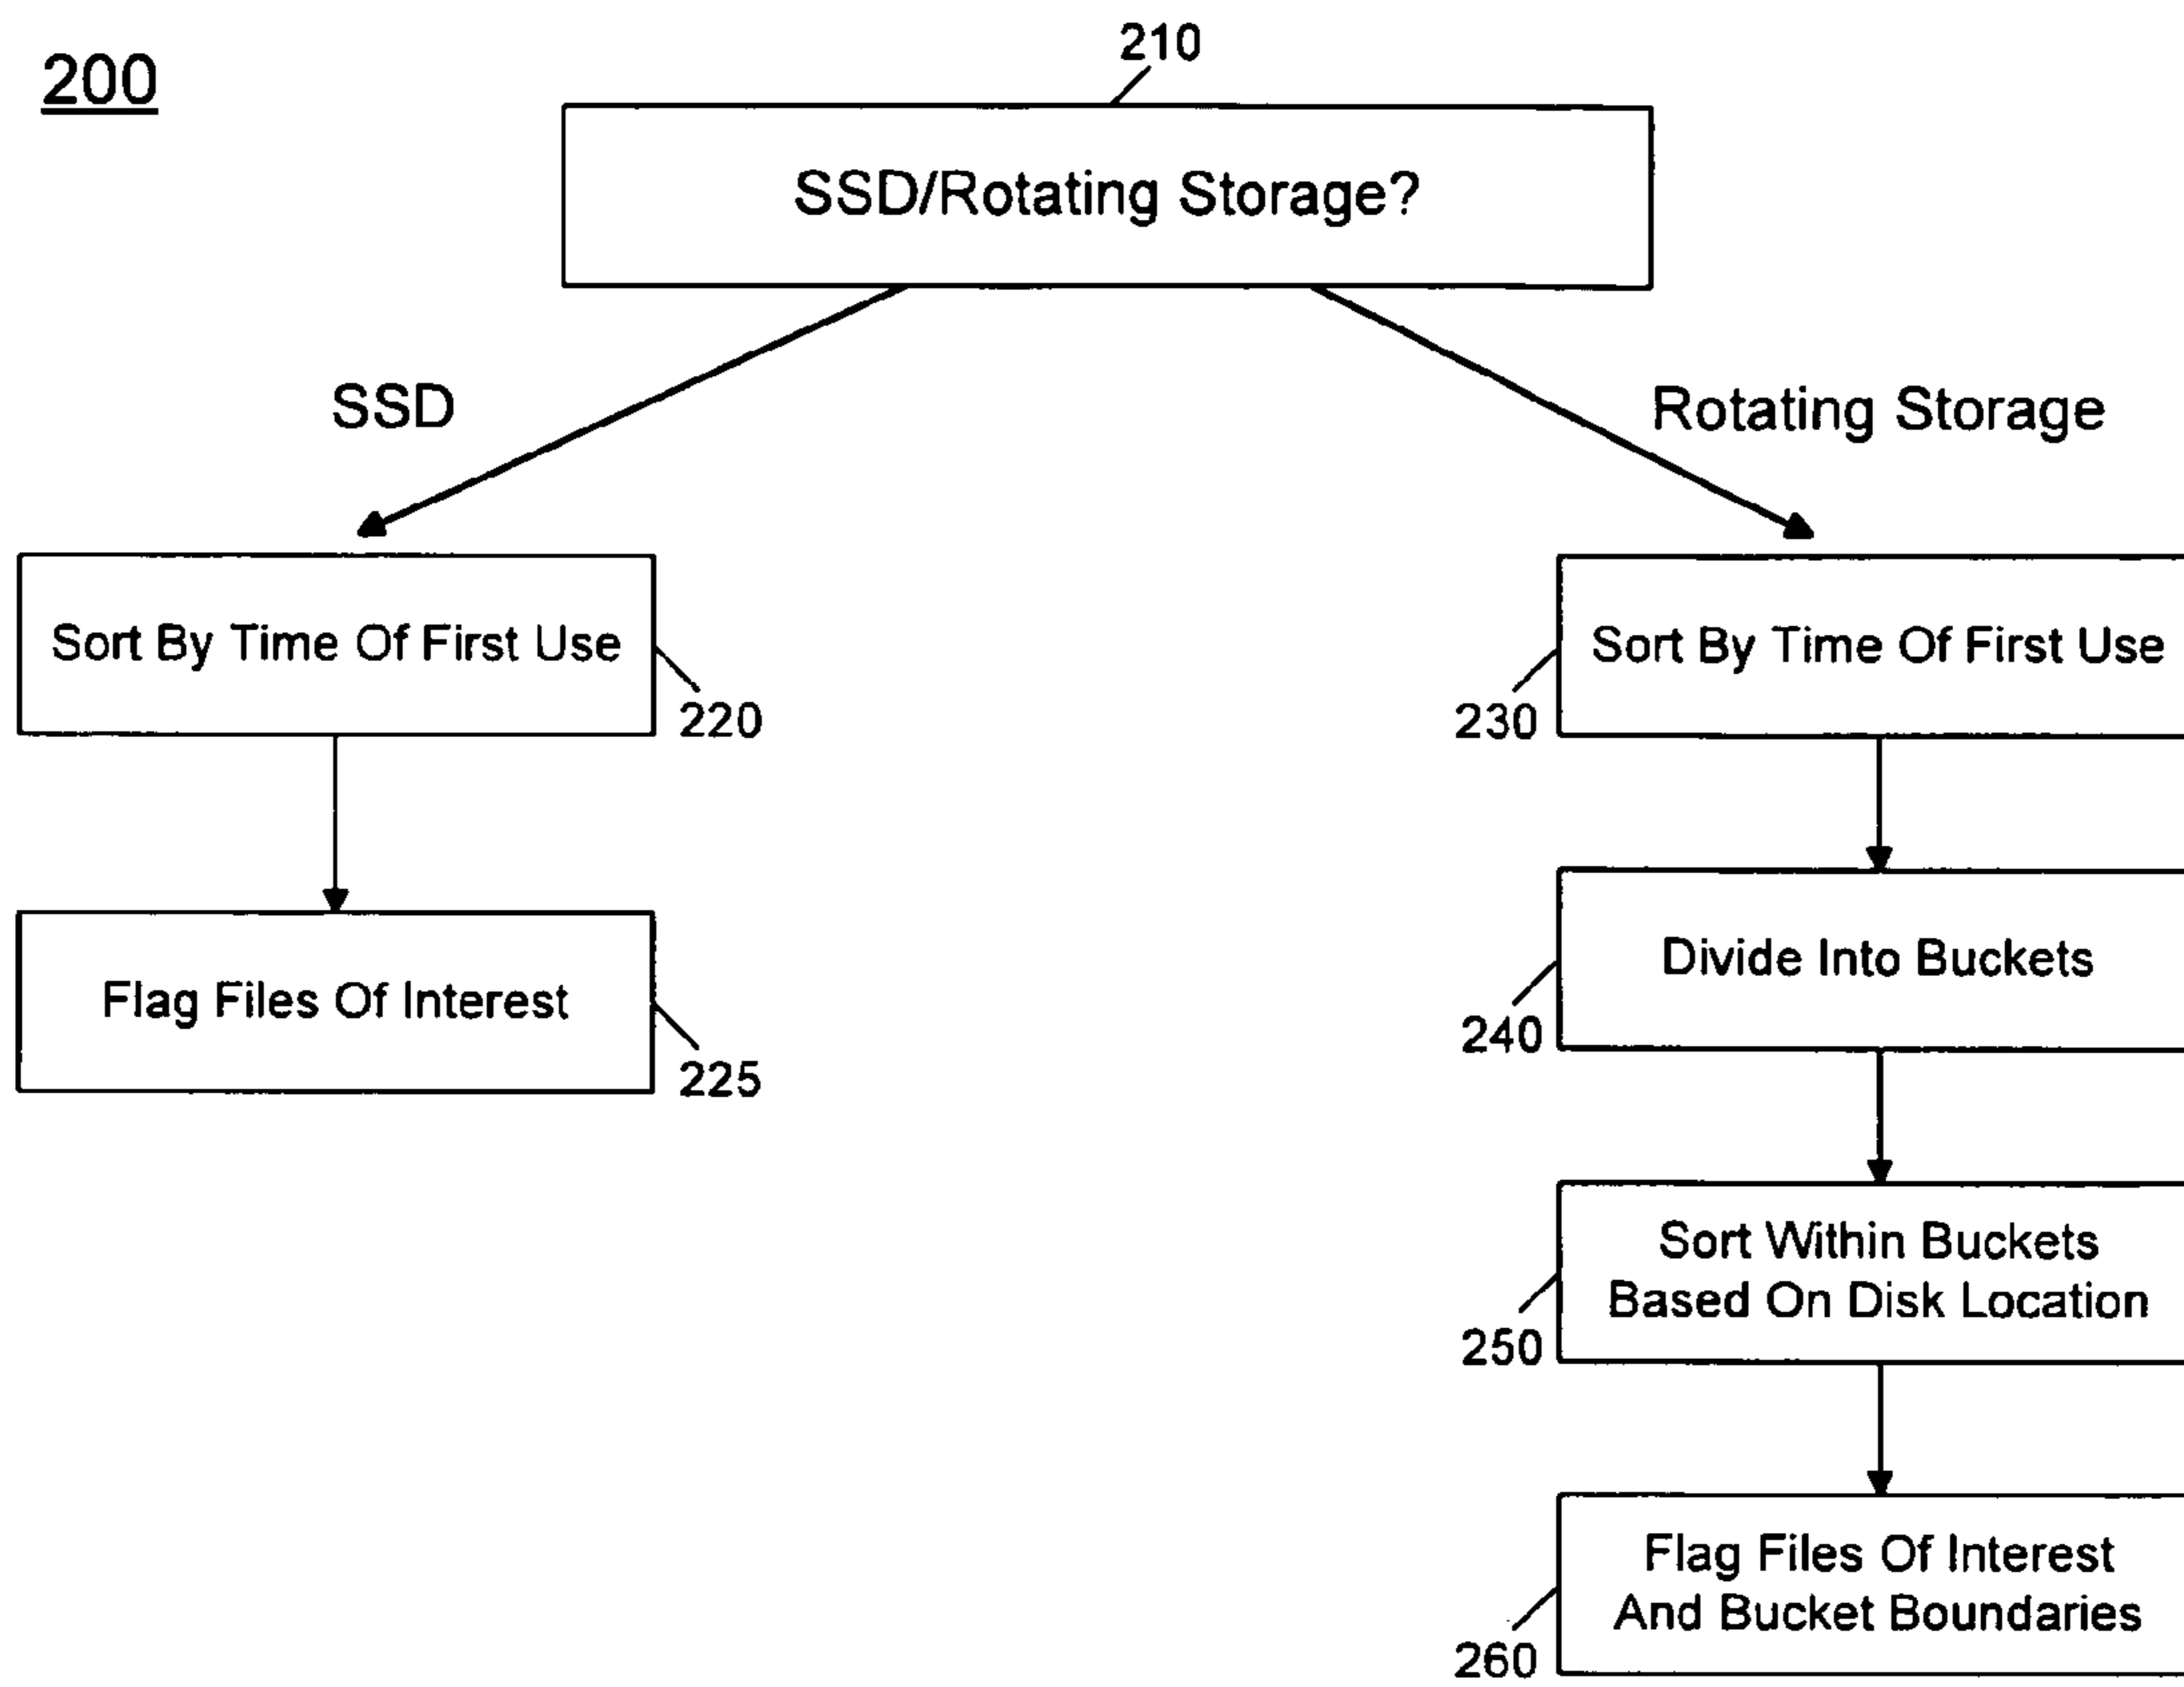 200
210
SSD/Rotating Storage?
SSD
Rotating Storage
Sort By Time Of First Use
220
230
Sort By Time Of First Use
Flag Files Of Interest
225
Divide Into Buckets
240
Sort Within Buckets
Based On Disk Location
250
Flag Files Of Interest
And Bucket Boundaries
260